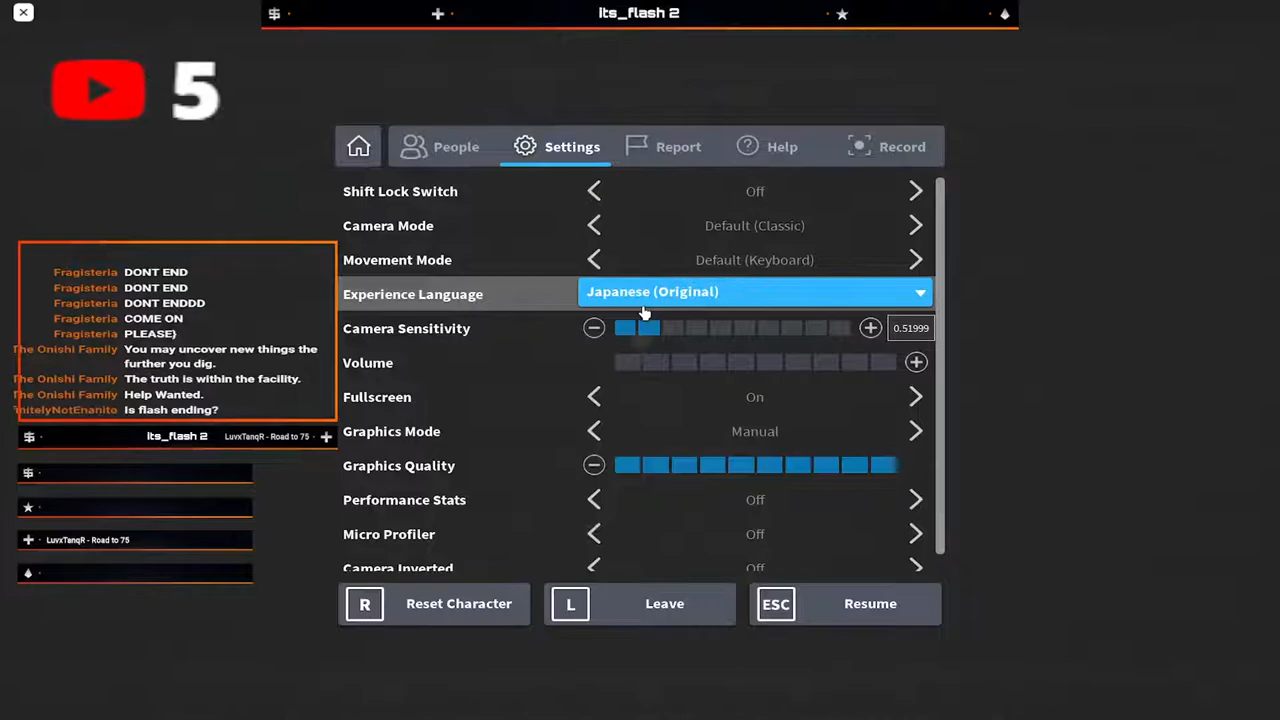 its_flash 2
5
People
Settings
Report
Help
Record
Shift Lock Switch
Off
Camera Mode
Default (Classic)
Movement Mode
Default (Keyboard)
Experience Language
Japanese (Original)
Camera Sensitivity
0.51999
Volume
Fullscreen
On
Graphics Mode
Manual
Graphics Quality
Performance Stats
Off
Micro Profiler
Off
Camera Inverted
Off
R
Reset Character
L
Leave
ESC
Resume
Fragisteria DONT END
Fragisteria DONT END
Fragisteria DONT ENDDD
Fragisteria COME ON
Fragisteria PLEASE}
The Onishi Family You may uncover new things the
further you dig.
The Onishi Family The truth is within the facility.
The Onishi Family Help Wanted.
nitelyNotEnanito Is flash ending?
its_flash 2
LuvxTanqR - Road to 75
LuvxTanqR - Road to 75